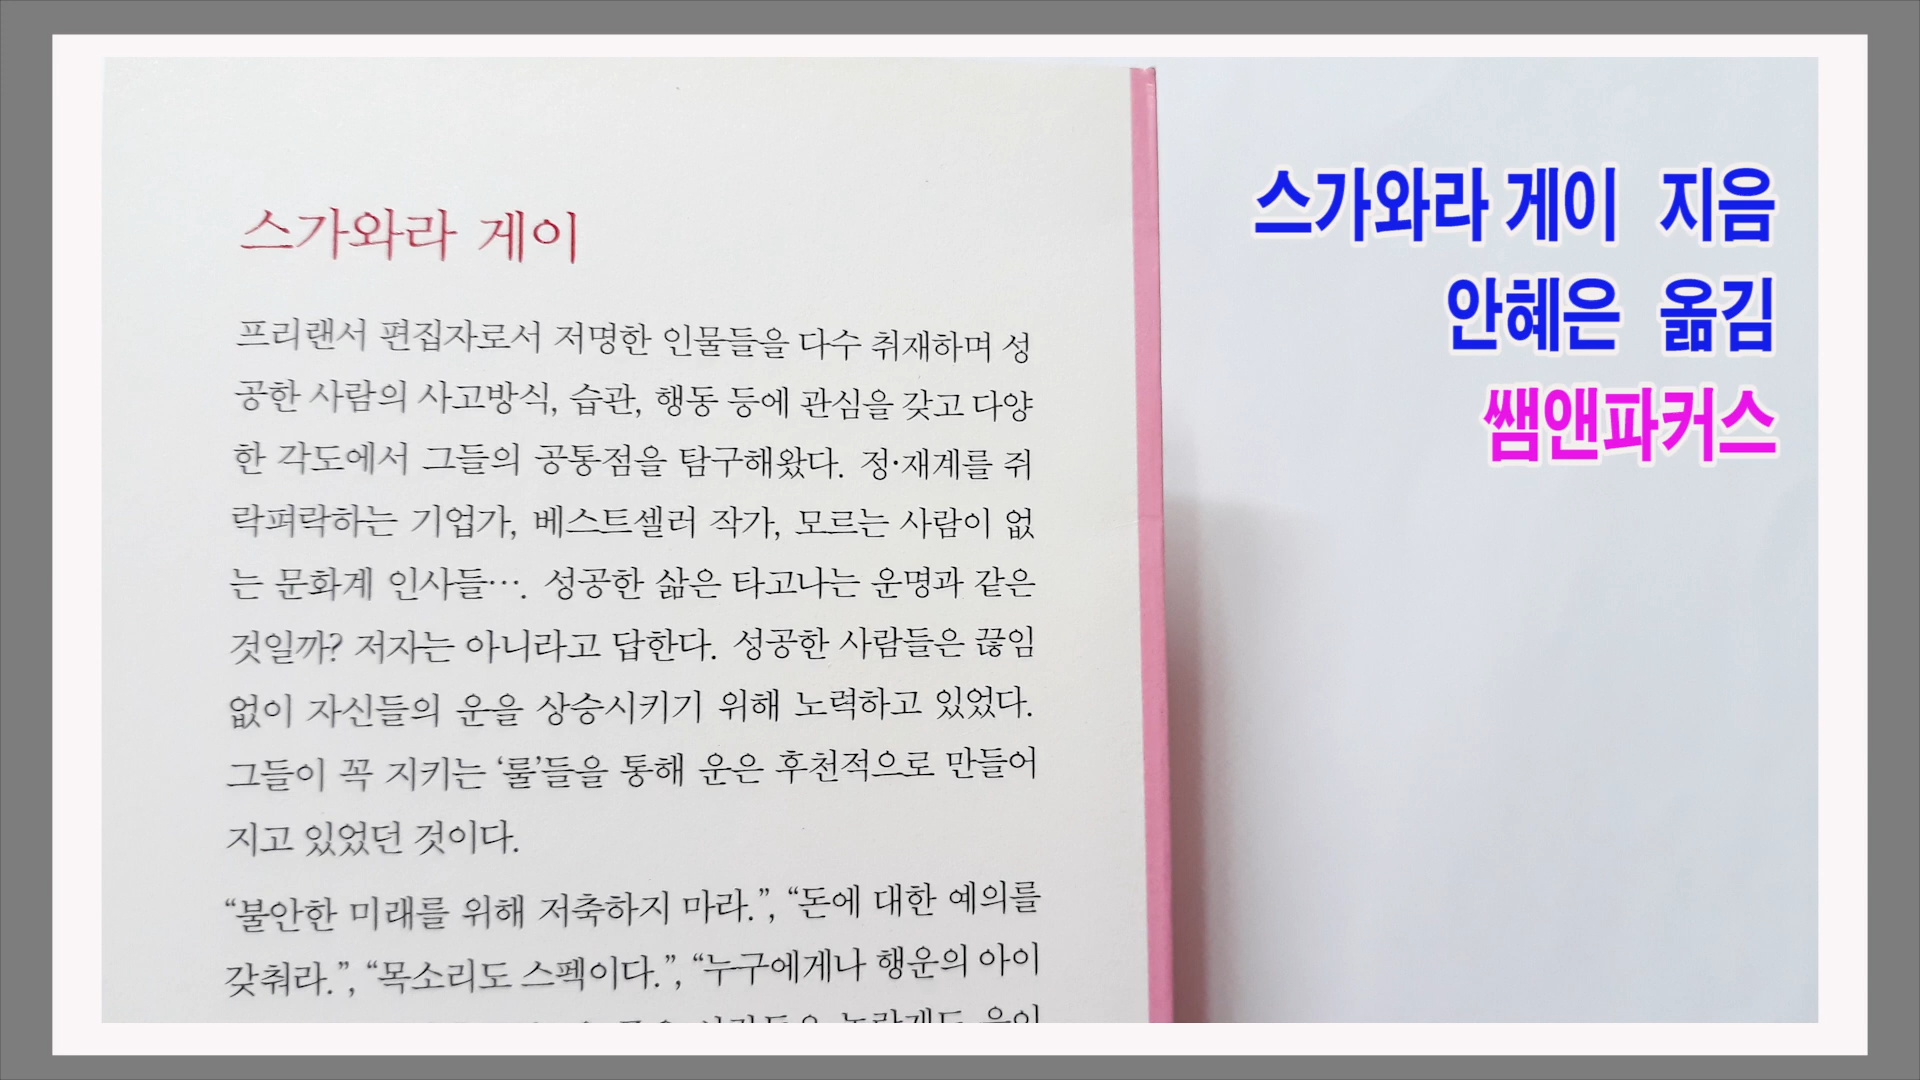 스가와라 게이
프리랜서 편집자로서 저명한 인물들을 다수 취재하며 성
공한 사람의 사고방식, 습관, 행동 등에 관심을 갖고 다양
한 각도에서 그들의 공통점을 탐구해왔다. 정·재계를 쥐
락펴락하는 기업가, 베스트셀러 작가, 모르는 사람이 없
는 문화계 인사들…. 성공한 삶은 타고나는 운명과 같은
것일까? 저자는 아니라고 답한다. 성공한 사람들은 끊임
없이 자신들의 운을 상승시키기 위해 노력하고 있었다.
그들이 꼭 지키는 ‘룰’들을 통해 운은 후천적으로 만들어
지고 있었던 것이다.
“불안한 미래를 위해 저축하지 마라.”, “돈에 대한 예의를
갖춰라.”, “목소리도 스펙이다.”, “누구에게나 행운의 아이
스가와라 게이 지음
안혜은 옮김
쌤앤파커스